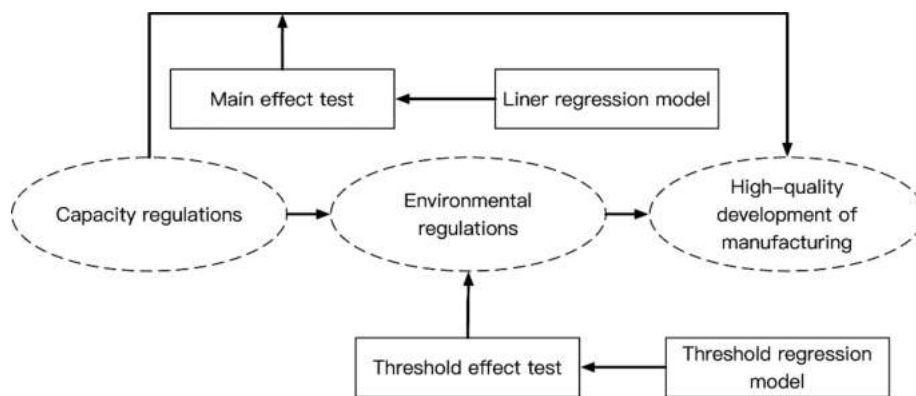 Main effect test
Liner regression model
Capacity regulations
Environmental
regulations
High-quality
development of
manufacturing
Threshold effect test
Threshold regression
model